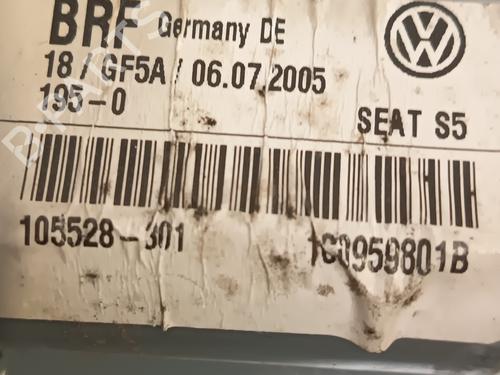 BRF Germany DE
18 / GF5A / 06.07.2005
195-0
SEAT S5
105528-301
1C0959801B